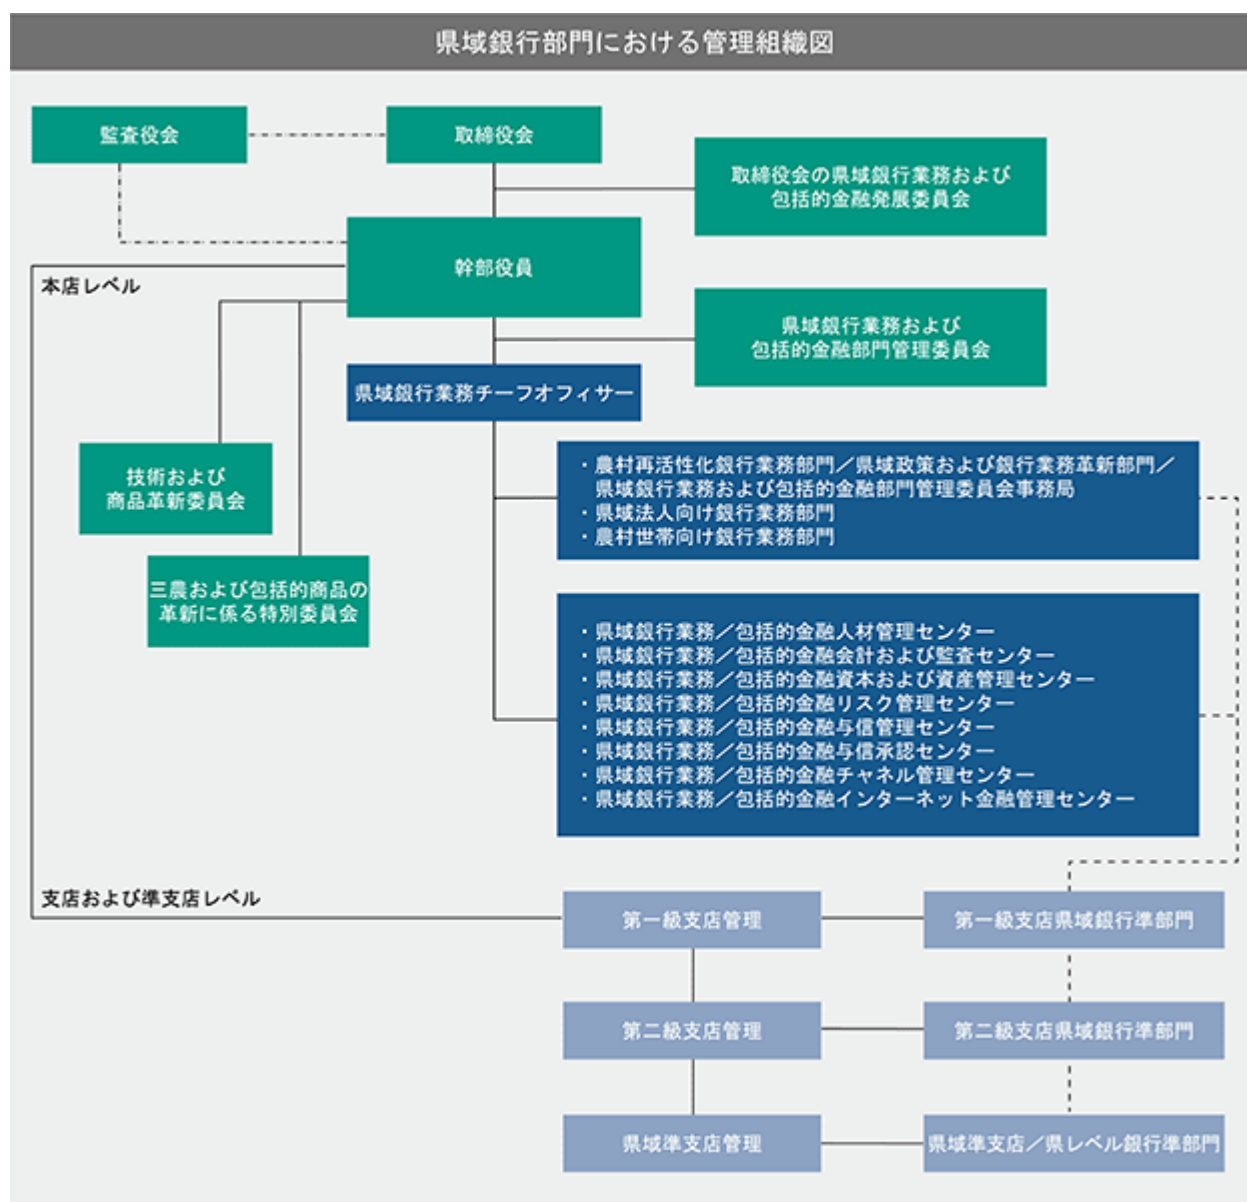 県域銀行部門における管理組織図
監査役会
取締役会
取締役会の県域銀行業務および
包括的金融発展委員会
幹部役員
本店レベル
県域銀行業務および
包括的金融部門管理委員会
県域銀行業務チーフオフィサー
技術および
商品革新委員会
・農村再活性化銀行業務部門／県域政策および銀行業務革新部門／
県域銀行業務および包括的金融部門管理委員会事務局
・県域法人向け銀行業務部門
・農村世帯向け銀行業務部門
三農および包括的商品の
革新に係る特別委員会
・県域銀行業務／包括的金融人材管理センター
・県域銀行業務／包括的金融会計および監査センター
・県域銀行業務／包括的金融資本および資産管理センター
・県域銀行業務／包括的金融リスク管理センター
・県域銀行業務／包括的金融与信管理センター
・県域銀行業務／包括的金融与信承認センター
・県域銀行業務／包括的金融チャネル管理センター
・県域銀行業務／包括的金融インターネット金融管理センター
支店および準支店レベル
第一級支店管理
第一級支店県域銀行準部門
第二級支店管理
第二級支店県域銀行準部門
県域準支店管理
県域準支店／県レベル銀行準部門